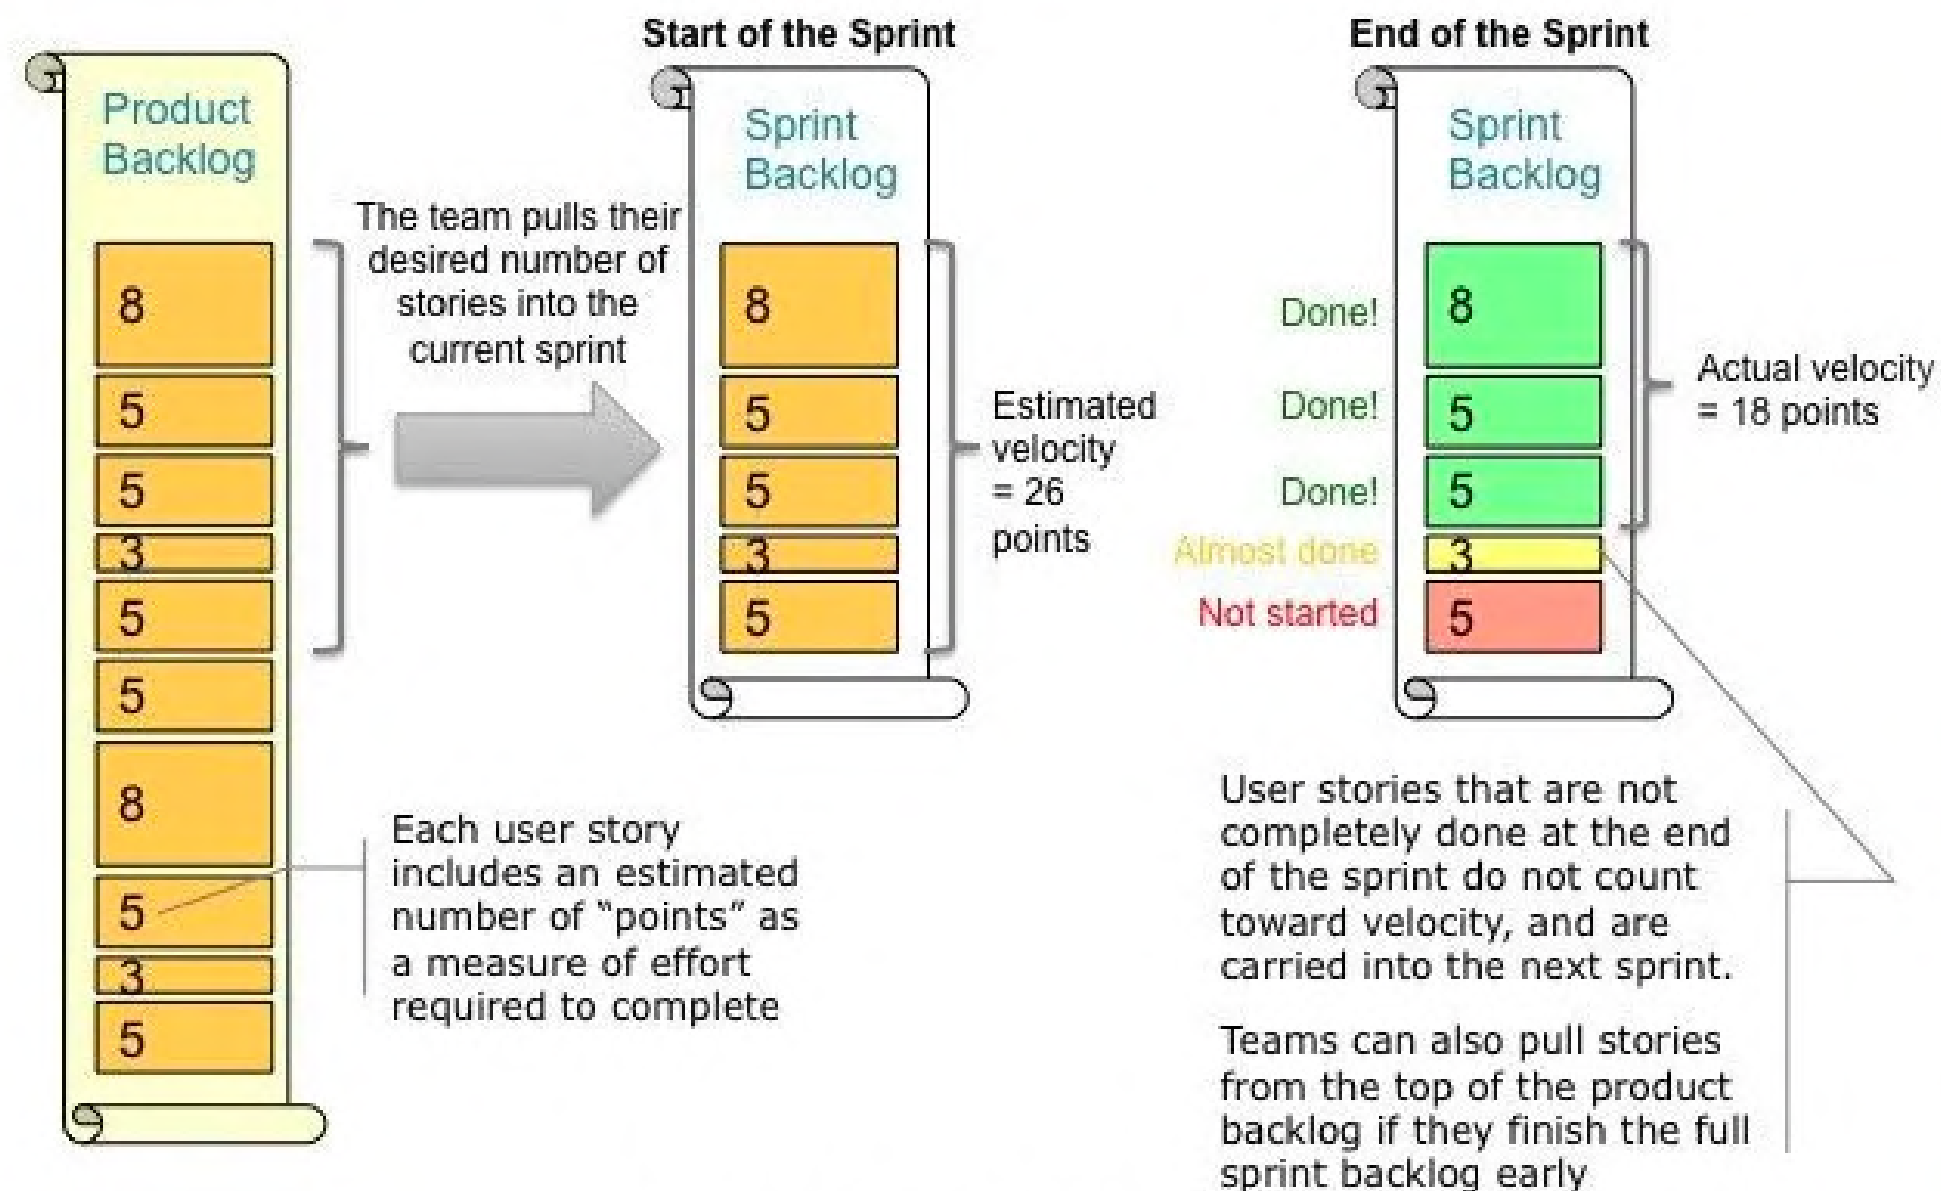 Product
Backlog
8
5
5
3
5
5
8
5
3
5
The team pulls their
desired number of
stories into the
current sprint
Each user story
includes an estimated
number of “points” as
a measure of effort
required to complete
Start of the Sprint
Sprint
Backlog
8
5
5
3
5
Estimated
velocity
= 26
points
End of the Sprint
Sprint
Backlog
Done! 8
Done! 5
Done! 5
Almost done 3
Not started 5
Actual velocity
= 18 points
User stories that are not
completely done at the end
of the sprint do not count
toward velocity, and are
carried into the next sprint.
Teams can also pull stories
from the top of the product
backlog if they finish the full
sprint backlog early